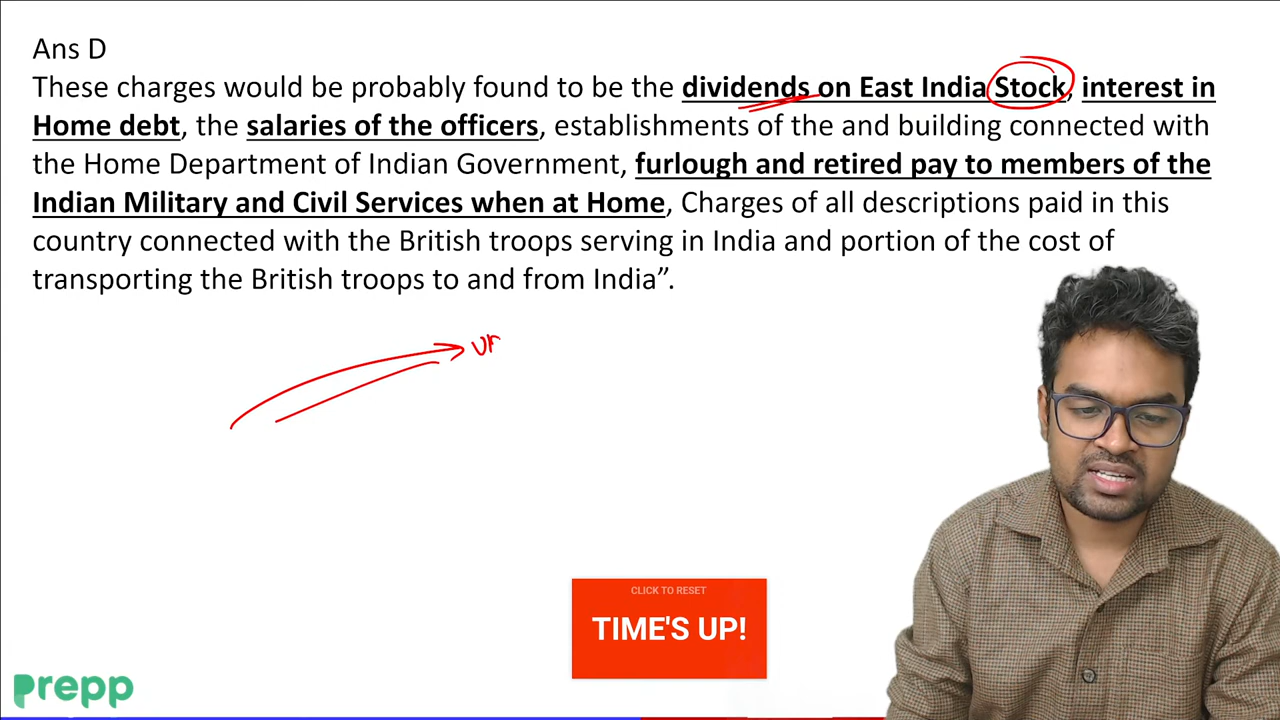 Ans D
These charges would be probably found to be the dividends on East India Stock, interest in
Home debt, the salaries of the officers, establishments of the and building connected with
the Home Department of Indian Government, furlough and retired pay to members of the
Indian Military and Civil Services when at Home, Charges of all descriptions paid in this
country connected with the British troops serving in India and portion of the cost of
transporting the British troops to and from India”.
CLICK TO RESET
TIME'S UP!
prepp